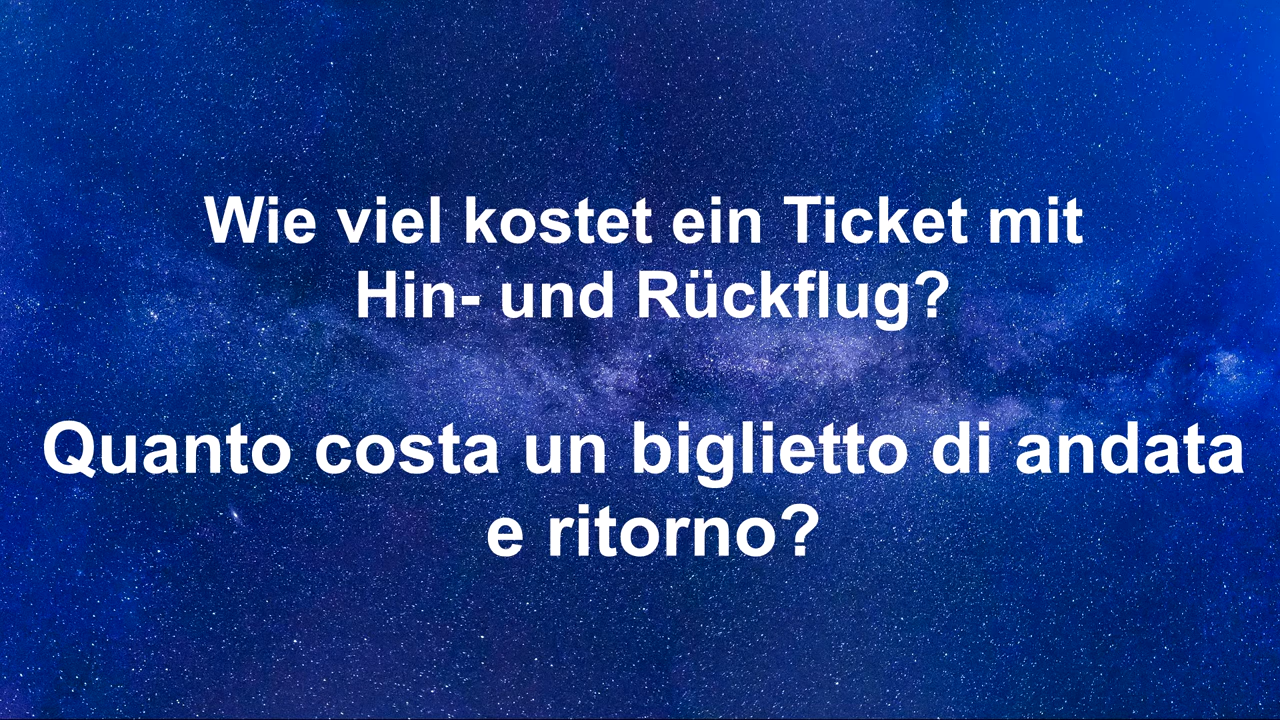 Wie viel kostet ein Ticket mit
Hin- und Rückflug?
Quanto costa un biglietto di andata
e ritorno?